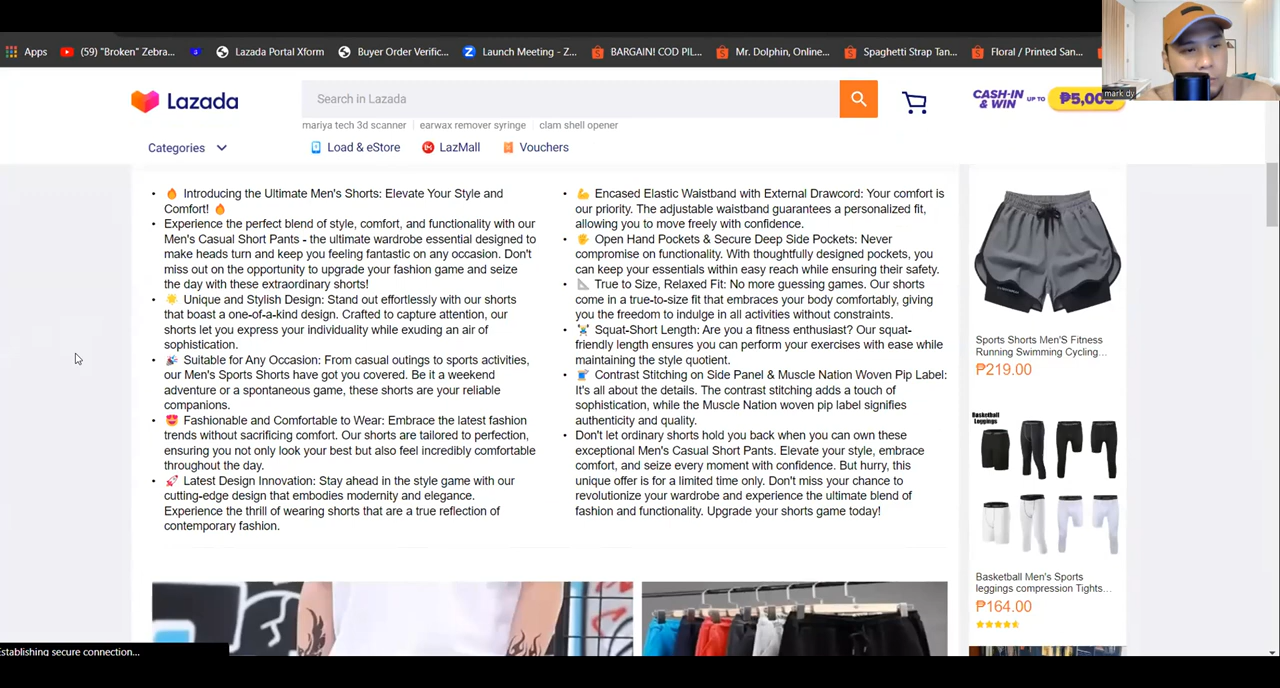 Apps
(59) "Broken" Zebra...
Lazada Portal Xform
Buyer Order Verific...
Launch Meeting - Z...
BARGAIN! COD PIL...
Mr. Dolphin, Online...
Spaghetti Strap Tan...
Floral / Printed San...
mark dy
Lazada
Search in Lazada
CASH-IN
& WIN
UP TO
₱5,000
mariya tech 3d scanner
earwax remover syringe
clam shell opener
Categories
Load & eStore
LazMall
Vouchers
• 🔥 Introducing the Ultimate Men's Shorts: Elevate Your Style and
Comfort! 🔥
• Experience the perfect blend of style, comfort, and functionality with our
Men's Casual Short Pants - the ultimate wardrobe essential designed to
make heads turn and keep you feeling fantastic on any occasion. Don't
miss out on the opportunity to upgrade your fashion game and seize
the day with these extraordinary shorts!
• 🌟 Unique and Stylish Design: Stand out effortlessly with our shorts
that boast a one-of-a-kind design. Crafted to capture attention, our
shorts let you express your individuality while exuding an air of
sophistication.
• 🎉 Suitable for Any Occasion: From casual outings to sports activities,
our Men's Sports Shorts have got you covered. Be it a weekend
adventure or a spontaneous game, these shorts are your reliable
companions.
• 😍 Fashionable and Comfortable to Wear: Embrace the latest fashion
trends without sacrificing comfort. Our shorts are tailored to perfection,
ensuring you not only look your best but also feel incredibly comfortable
throughout the day.
• 🚀 Latest Design Innovation: Stay ahead in the style game with our
cutting-edge design that embodies modernity and elegance.
Experience the thrill of wearing shorts that are a true reflection of
contemporary fashion.
• 💪 Encased Elastic Waistband with External Drawcord: Your comfort is
our priority. The adjustable waistband guarantees a personalized fit,
allowing you to move freely with confidence.
• 🖐 Open Hand Pockets & Secure Deep Side Pockets: Never
compromise on functionality. With thoughtfully designed pockets, you
can keep your essentials within easy reach while ensuring their safety.
• 📐 True to Size, Relaxed Fit: No more guessing games. Our shorts
come in a true-to-size fit that embraces your body comfortably, giving
you the freedom to indulge in all activities without constraints.
• 🏋️ Squat-Short Length: Are you a fitness enthusiast? Our squat-
friendly length ensures you can perform your exercises with ease while
maintaining the style quotient.
• 🧵 Contrast Stitching on Side Panel & Muscle Nation Woven Pip Label:
It's all about the details. The contrast stitching adds a touch of
sophistication, while the Muscle Nation woven pip label signifies
authenticity and quality.
• Don't let ordinary shorts hold you back when you can own these
exceptional Men's Casual Short Pants. Elevate your style, embrace
comfort, and seize every moment with confidence. But hurry, this
unique offer is for a limited time only. Don't miss your chance to
revolutionize your wardrobe and experience the ultimate blend of
fashion and functionality. Upgrade your shorts game today!
Sports Shorts Men'S Fitness
Running Swimming Cycling...
₱219.00
Basketball
Leggings
Basketball Men's Sports
leggings compression Tights...
₱164.00
Establishing secure connection...